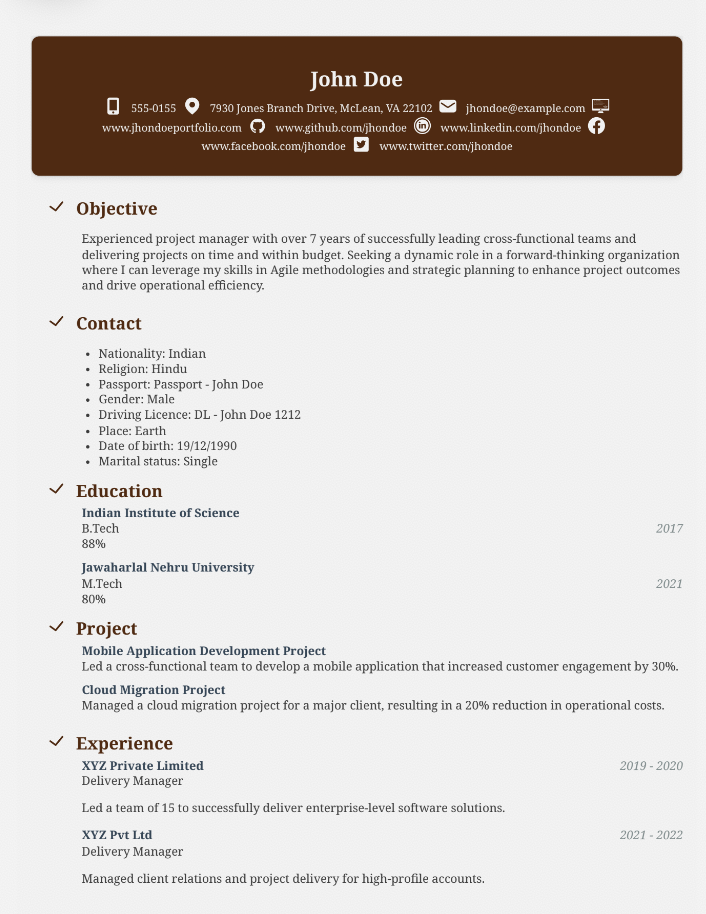 John Doe
555-0155 7930 Jones Branch Drive, McLean, VA 22102 jhondoe@example.com
www.jhondoeportfolio.com www.github.com/jhondoe www.linkedin.com/jhondoe
www.facebook.com/jhondoe www.twitter.com/jhondoe
Objective
Experienced project manager with over 7 years of successfully leading cross-functional teams and
delivering projects on time and within budget. Seeking a dynamic role in a forward-thinking organization
where I can leverage my skills in Agile methodologies and strategic planning to enhance project outcomes
and drive operational efficiency.
Contact
• Nationality: Indian
• Religion: Hindu
• Passport: Passport - John Doe
• Gender: Male
• Driving Licence: DL - John Doe 1212
• Place: Earth
• Date of birth: 19/12/1990
• Marital status: Single
Education
Indian Institute of Science
B.Tech 2017
88%
Jawaharlal Nehru University
M.Tech 2021
80%
Project
Mobile Application Development Project
Led a cross-functional team to develop a mobile application that increased customer engagement by 30%.
Cloud Migration Project
Managed a cloud migration project for a major client, resulting in a 20% reduction in operational costs.
Experience
XYZ Private Limited 2019 - 2020
Delivery Manager
Led a team of 15 to successfully deliver enterprise-level software solutions.
XYZ Pvt Ltd 2021 - 2022
Delivery Manager
Managed client relations and project delivery for high-profile accounts.